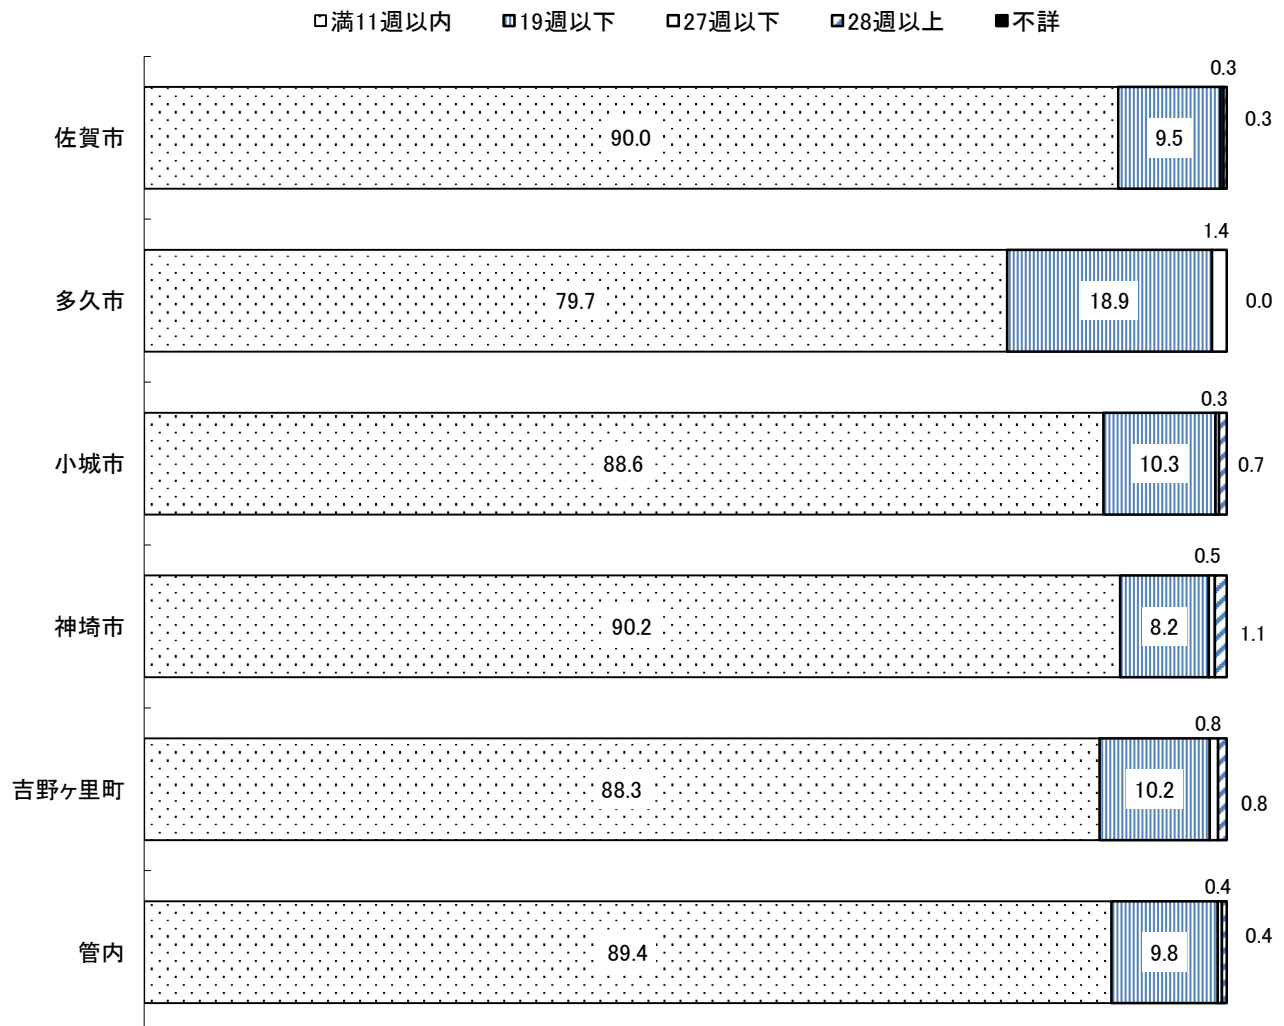 満11週以内 19週以下 27週以下 28週以上 不詳
0.3
佐賀市 90.0 9.5 0.3
1.4
多久市 79.7 18.9 0.0
0.3
小城市 88.6 10.3 0.7
0.5
神埼市 90.2 8.2 1.1
0.8
吉野ヶ里町 88.3 10.2 0.8
0.4
管内 89.4 9.8 0.4